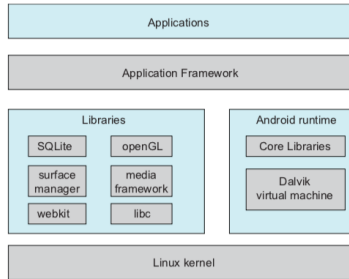 Applications
Application Framework
Libraries
SQLite
openGL
surface
manager
media
framework
webkit
libc
Android runtime
Core Libraries
Dalvik
virtual machine
Linux kernel